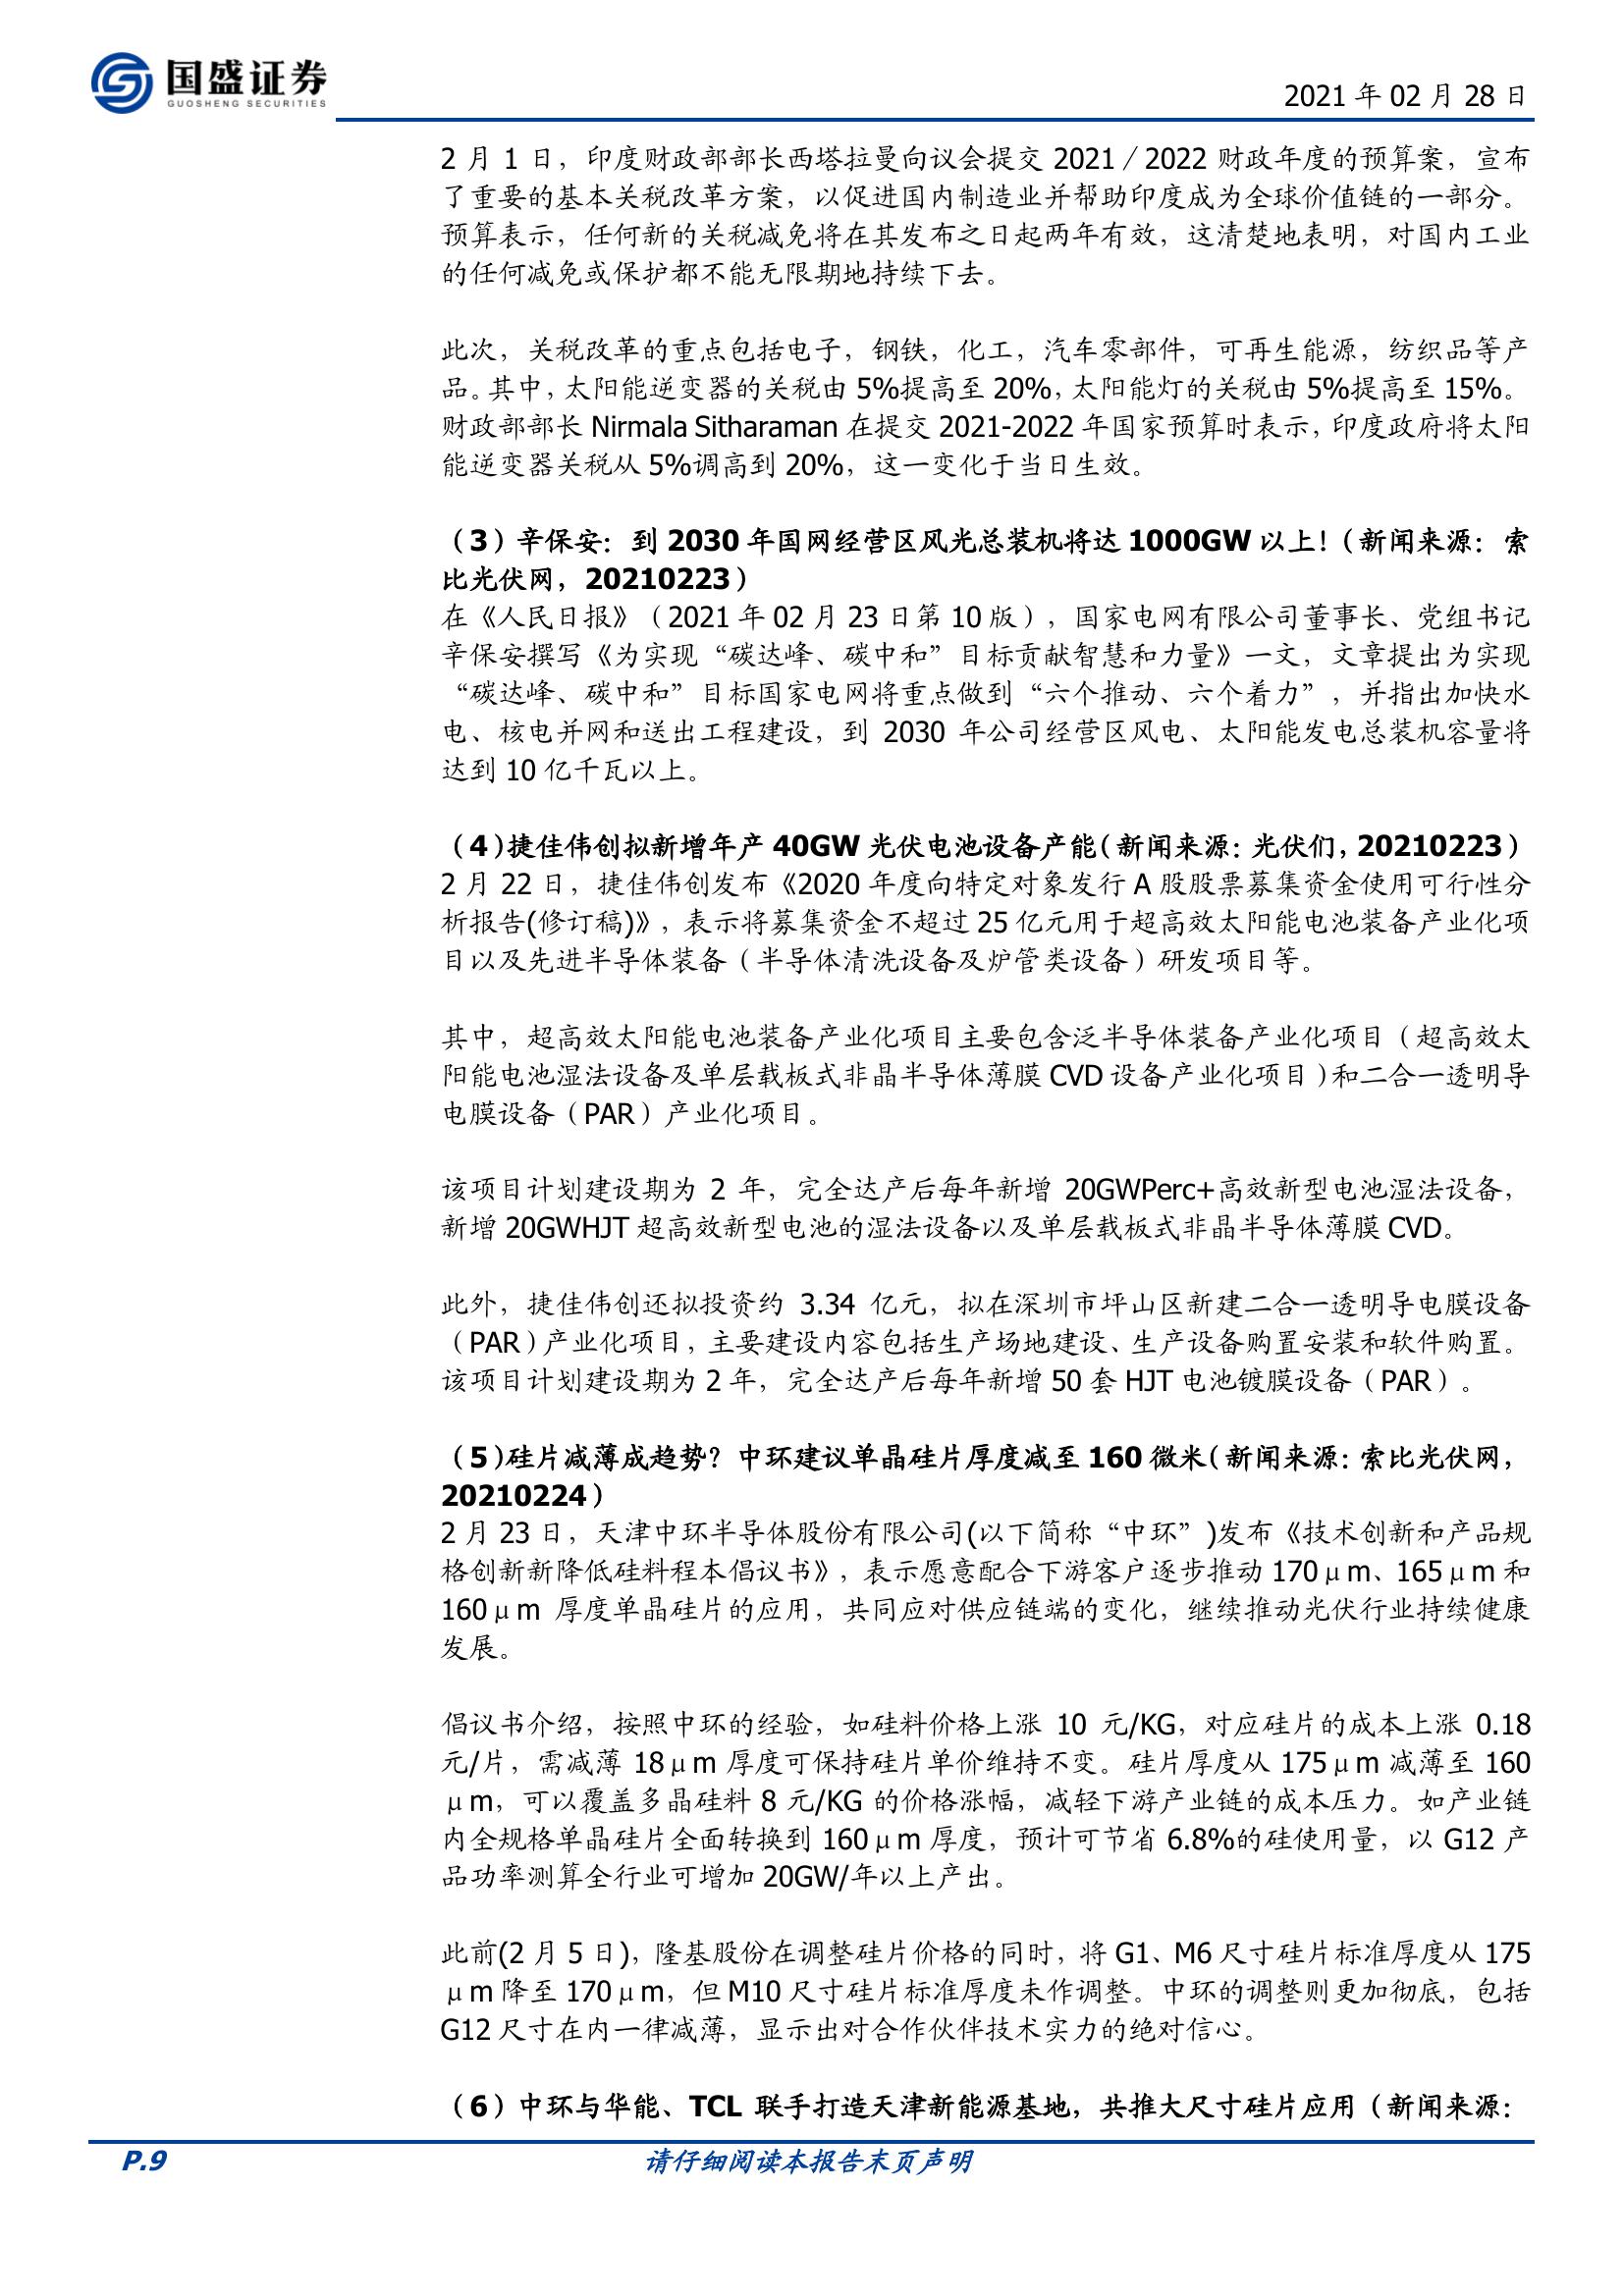 国盛证券
GUOSHENG SECURITIES
2021 年 02 月 28 日
2 月 1 日，印度财政部部长西塔拉曼向议会提交 2021／2022 财政年度的预算案，宣布
了重要的基本关税改革方案，以促进国内制造业并帮助印度成为全球价值链的一部分。
预算表示，任何新的关税减免将在其发布之日起两年有效，这清楚地表明，对国内工业
的任何减免或保护都不能无限期地持续下去。
此次，关税改革的重点包括电子，钢铁，化工，汽车零部件，可再生能源，纺织品等产
品。其中，太阳能逆变器的关税由 5%提高至 20%，太阳能灯的关税由 5%提高至 15%。
财政部部长 Nirmala Sitharaman 在提交 2021-2022 年国家预算时表示，印度政府将太阳
能逆变器关税从 5%调高到 20%，这一变化于当日生效。
（3）辛保安：到 2030 年国网经营区风光总装机将达 1000GW 以上！（新闻来源：索
比光伏网，20210223）
在《人民日报》（2021 年 02 月 23 日第 10 版），国家电网有限公司董事长、党组书记
辛保安撰写《为实现“碳达峰、碳中和”目标贡献智慧和力量》一文，文章提出为实现
“碳达峰、碳中和”目标国家电网将重点做到“六个推动、六个着力”，并指出加快水
电、核电并网和送出工程建设，到 2030 年公司经营区风电、太阳能发电总装机容量将
达到 10 亿千瓦以上。
（4）捷佳伟创拟新增年产 40GW 光伏电池设备产能（新闻来源：光伏们，20210223）
2 月 22 日，捷佳伟创发布《2020 年度向特定对象发行 A 股股票募集资金使用可行性分
析报告(修订稿)》，表示将募集资金不超过 25 亿元用于超高效太阳能电池装备产业化项
目以及先进半导体装备（半导体清洗设备及炉管类设备）研发项目等。
其中，超高效太阳能电池装备产业化项目主要包含泛半导体装备产业化项目（超高效太
阳能电池湿法设备及单层载板式非晶半导体薄膜 CVD 设备产业化项目）和二合一透明导
电膜设备（PAR）产业化项目。
该项目计划建设期为 2 年，完全达产后每年新增 20GWPerc+高效新型电池湿法设备，
新增 20GWHJT 超高效新型电池的湿法设备以及单层载板式非晶半导体薄膜 CVD。
此外，捷佳伟创还拟投资约 3.34 亿元，拟在深圳市坪山区新建二合一透明导电膜设备
（PAR）产业化项目，主要建设内容包括生产场地建设、生产设备购置安装和软件购置。
该项目计划建设期为 2 年，完全达产后每年新增 50 套 HJT 电池镀膜设备（PAR）。
（5）硅片减薄成趋势？中环建议单晶硅片厚度减至 160 微米（新闻来源：索比光伏网，
20210224）
2 月 23 日，天津中环半导体股份有限公司(以下简称“中环”)发布《技术创新和产品规
格创新新降低硅料程本倡议书》，表示愿意配合下游客户逐步推动 170μm、165μm 和
160μm 厚度单晶硅片的应用，共同应对供应链端的变化，继续推动光伏行业持续健康
发展。
倡议书介绍，按照中环的经验，如硅料价格上涨 10 元/KG，对应硅片的成本上涨 0.18
元/片，需减薄 18μm 厚度可保持硅片单价维持不变。硅片厚度从 175μm 减薄至 160
μm，可以覆盖多晶硅料 8 元/KG 的价格涨幅，减轻下游产业链的成本压力。如产业链
内全规格单晶硅片全面转换到 160μm 厚度，预计可节省 6.8%的硅使用量，以 G12 产
品功率测算全行业可增加 20GW/年以上产出。
此前(2 月 5 日)，隆基股份在调整硅片价格的同时，将 G1、M6 尺寸硅片标准厚度从 175
μm 降至 170μm，但 M10 尺寸硅片标准厚度未作调整。中环的调整则更加彻底，包括
G12 尺寸在内一律减薄，显示出对合作伙伴技术实力的绝对信心。
（6）中环与华能、TCL 联手打造天津新能源基地，共推大尺寸硅片应用（新闻来源：
P.9
请仔细阅读本报告末页声明